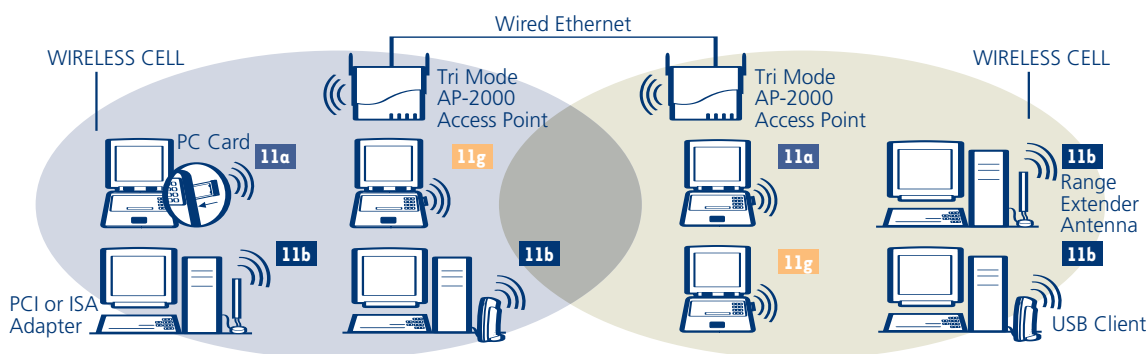 Wired Ethernet
WIRELESS CELL
Tri Mode
AP-2000
Access Point
Tri Mode
AP-2000
Access Point
WIRELESS CELL
PC Card
11a
11g
11a
11b
Range
Extender
Antenna
11b
PCI or ISA
Adapter
11b
11g
11b
USB Client